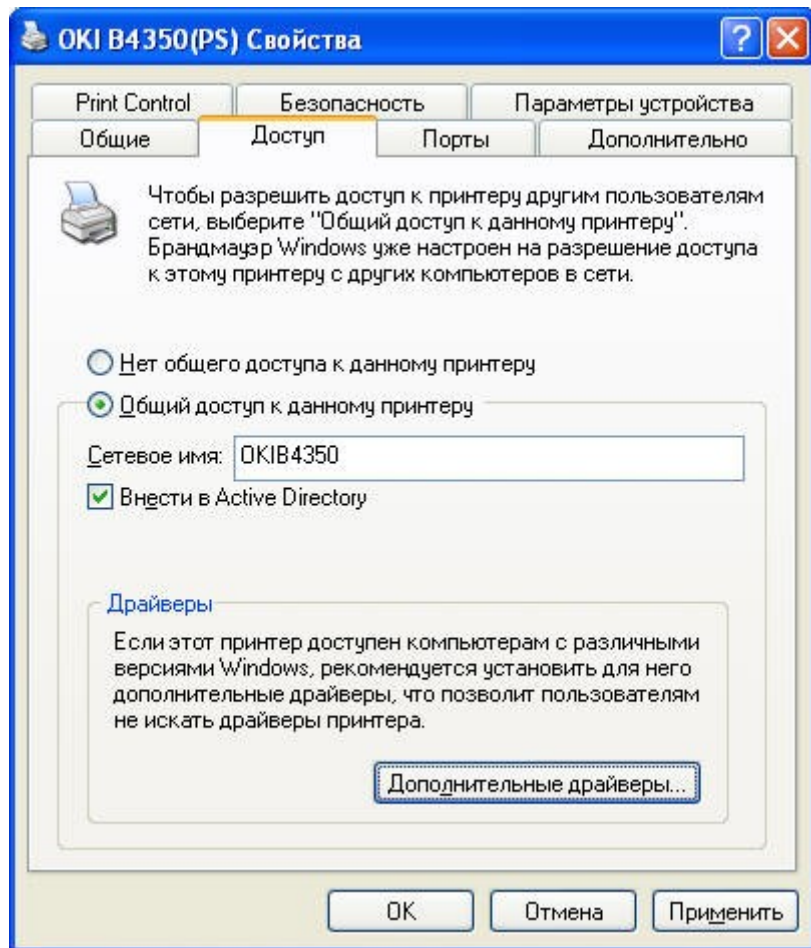 OKI B4350(PS) Свойства
Print Control Безопасность Параметры устройства
Общие Доступ Порты Дополнительно
Чтобы разрешить доступ к принтеру другим пользователям
сети, выберите "Общий доступ к данному принтеру".
Брандмауэр Windows уже настроен на разрешение доступа
к этому принтеру с других компьютеров в сети.
Нет общего доступа к данному принтеру
Общий доступ к данному принтеру
Сетевое имя: OKIB4350
Внести в Active Directory
Драйверы
Если этот принтер доступен компьютерам с различными
версиями Windows, рекомендуется установить для него
дополнительные драйверы, что позволит пользователям
не искать драйверы принтера.
Дополнительные драйверы...
OK Отмена Применить